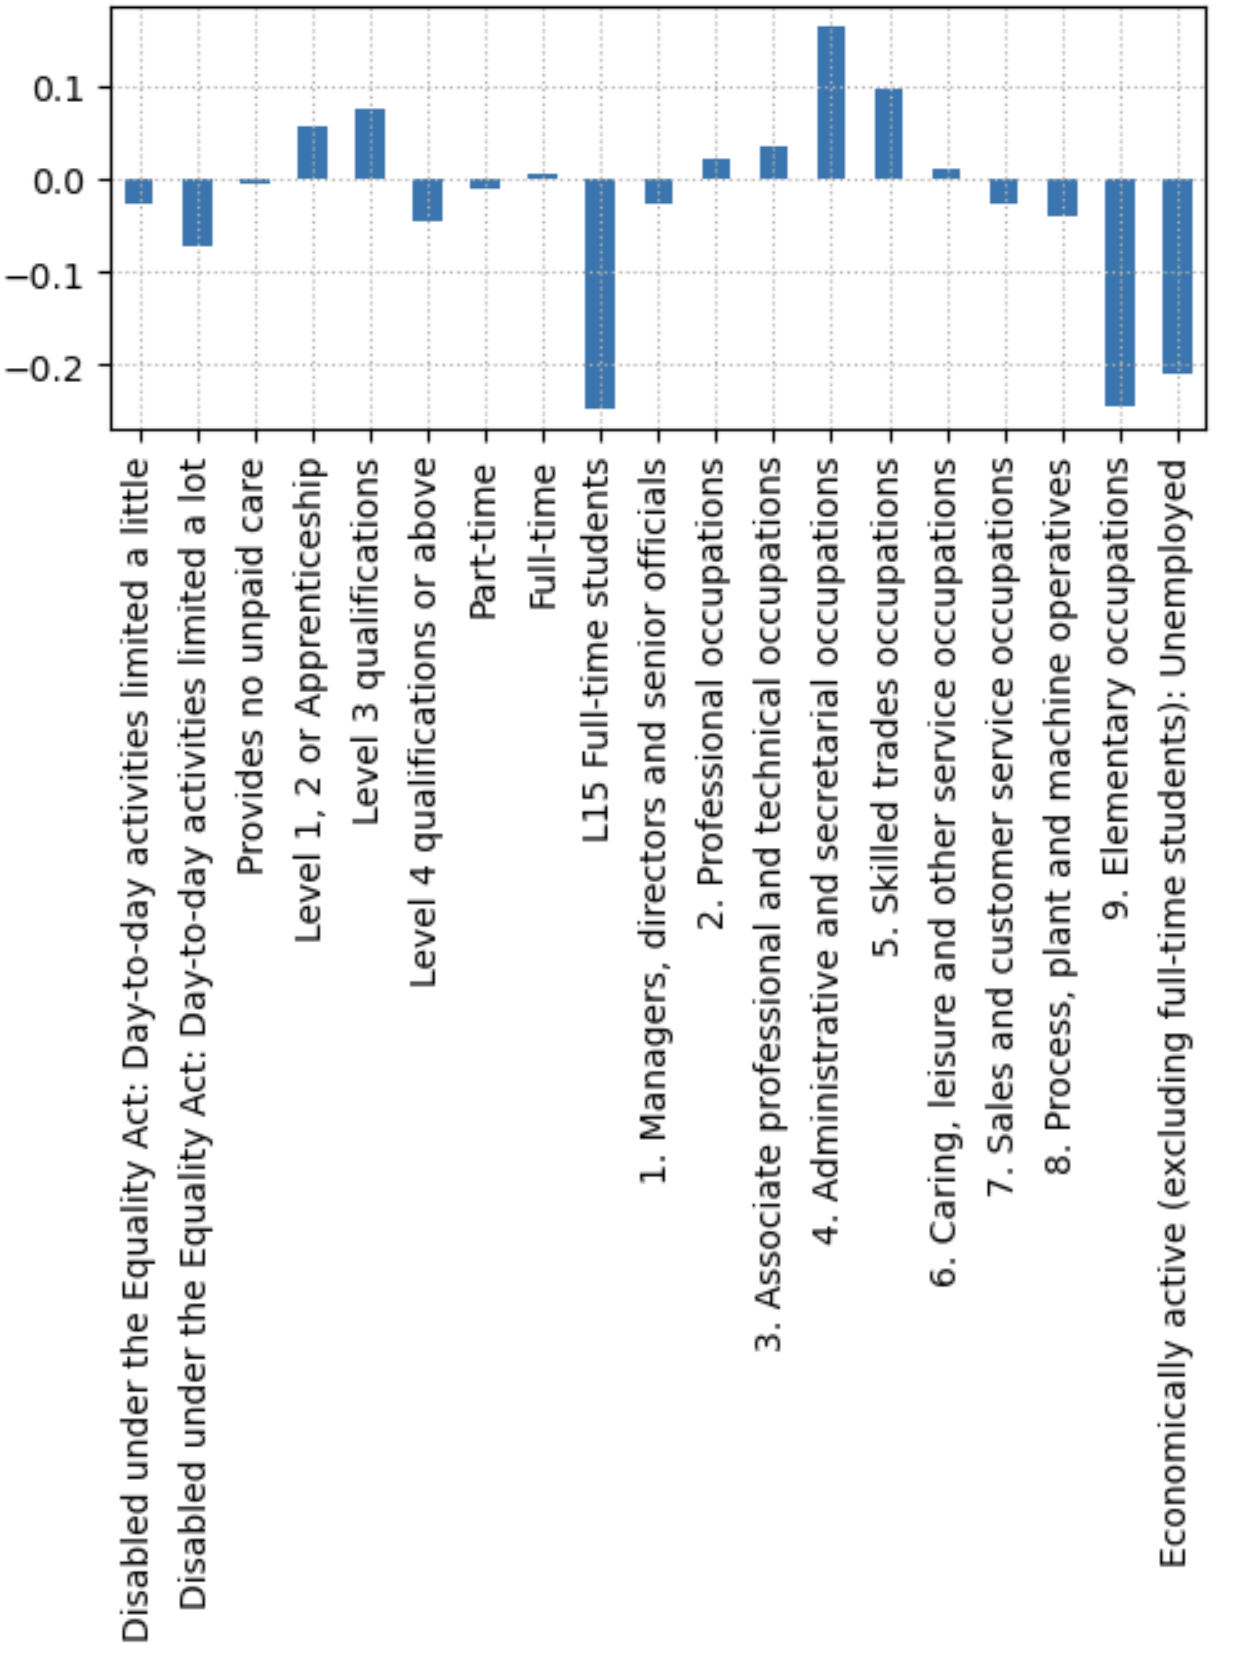 0.1
0.0
−0.1
−0.2
Disabled under the Equality Act: Day-to-day activities limited a little
Disabled under the Equality Act: Day-to-day activities limited a lot
Provides no unpaid care
Level 1, 2 or Apprenticeship
Level 3 qualifications
Level 4 qualifications or above
Part-time
Full-time
L15 Full-time students
1. Managers, directors and senior officials
2. Professional occupations
3. Associate professional and technical occupations
4. Administrative and secretarial occupations
5. Skilled trades occupations
6. Caring, leisure and other service occupations
7. Sales and customer service occupations
8. Process, plant and machine operatives
9. Elementary occupations
Economically active (excluding full-time students): Unemployed